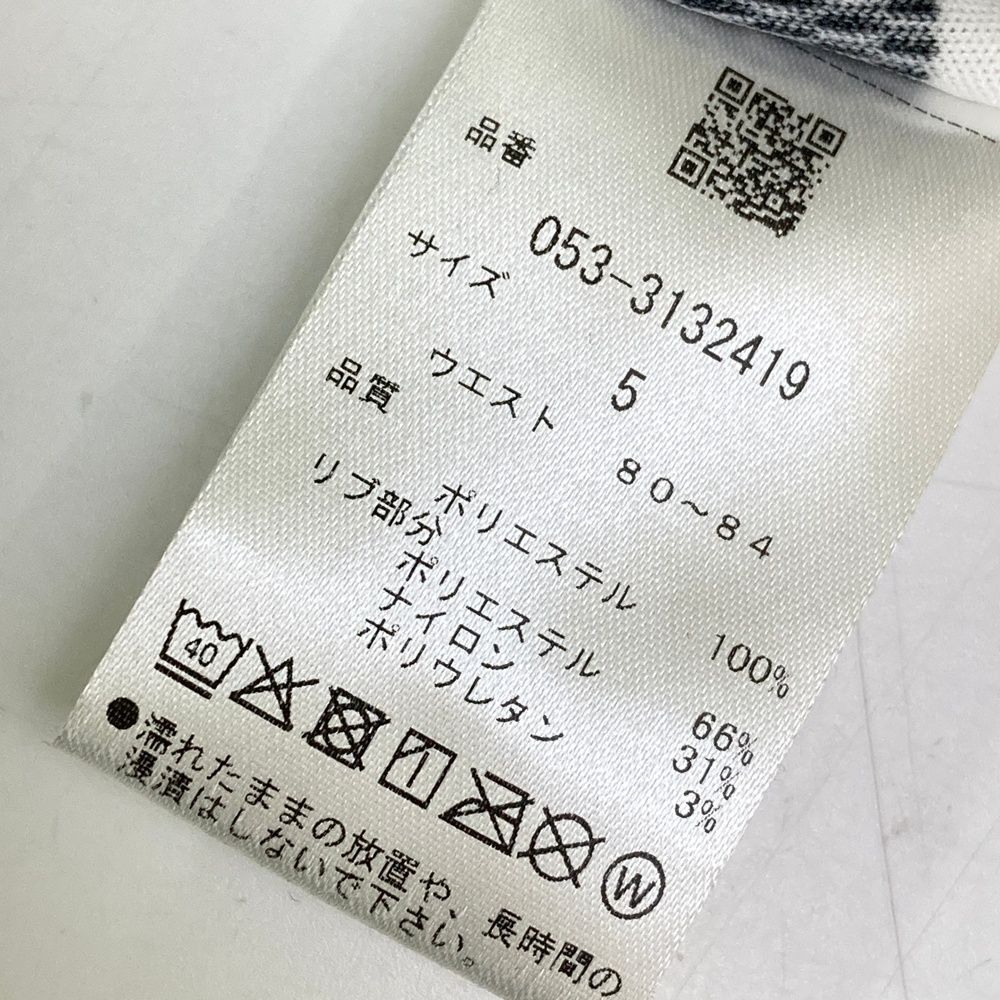 品番
053-3132419
サイズ 5
ウエスト 80~84
品質
ポリエステル 100%
リブ部分
ポリエステル 66%
ナイロン 31%
ポリウレタン 3%
40
W
●濡れたままの放置や、長時間の
浸漬はしないで下さい。